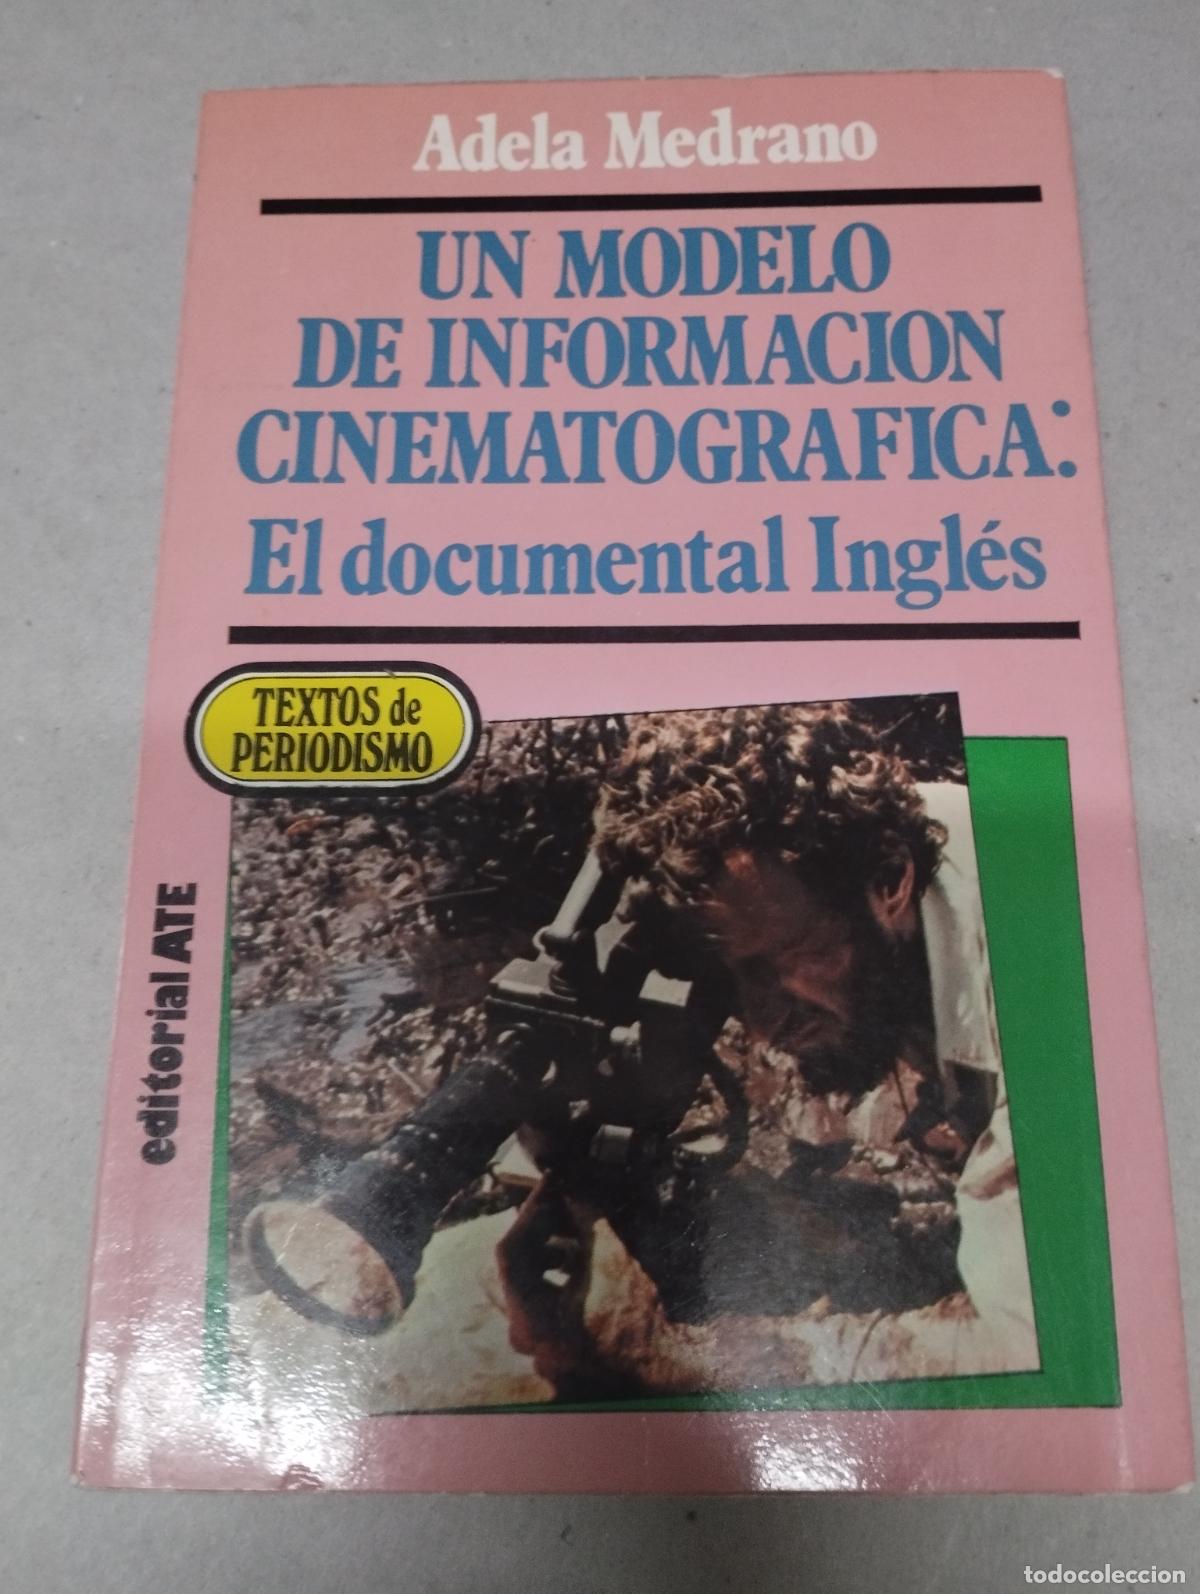 Adela Medrano
UN MODELO
DE INFORMACION
CINEMATOGRAFICA:
El documental Inglés
TEXTOS de
PERIODISMO
editorial ATE
todocoleccion